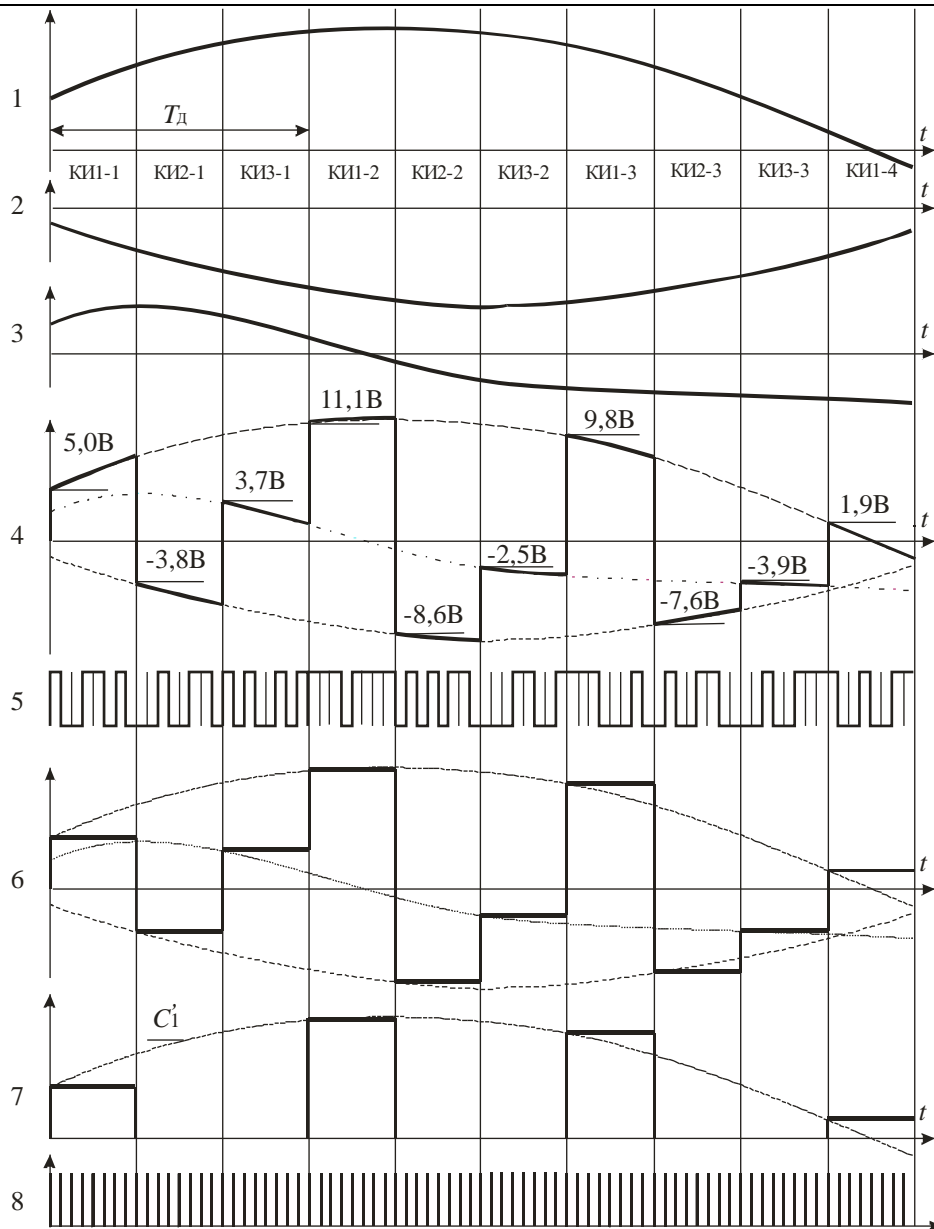 1
T_Д
t
КИ1-1 КИ2-1 КИ3-1 КИ1-2 КИ2-2 КИ3-2 КИ1-3 КИ2-3 КИ3-3 КИ1-4
2
t
3
t
11,1В
9,8В
5,0В
3,7В
1,9В
4
t
-3,8В
-2,5В
-3,9В
-8,6В
-7,6В
5
6
t
C'1
7
t
8